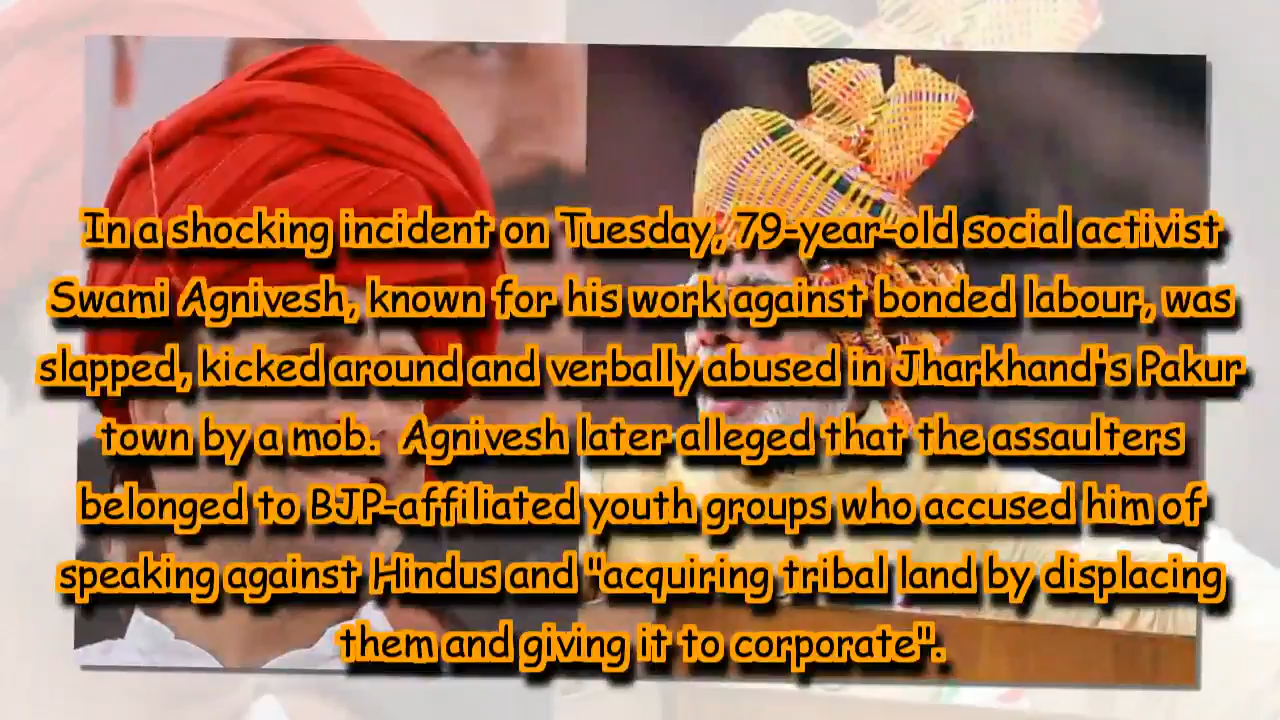 In a shocking incident on Tuesday, 79-year-old social activist
Swami Agnivesh, known for his work against bonded labour, was
slapped, kicked around and verbally abused in Jharkhand's Pakur
town by a mob.  Agnivesh later alleged that the assaulters
belonged to BJP-affiliated youth groups who accused him of
speaking against Hindus and "acquiring tribal land by displacing
them and giving it to corporate".